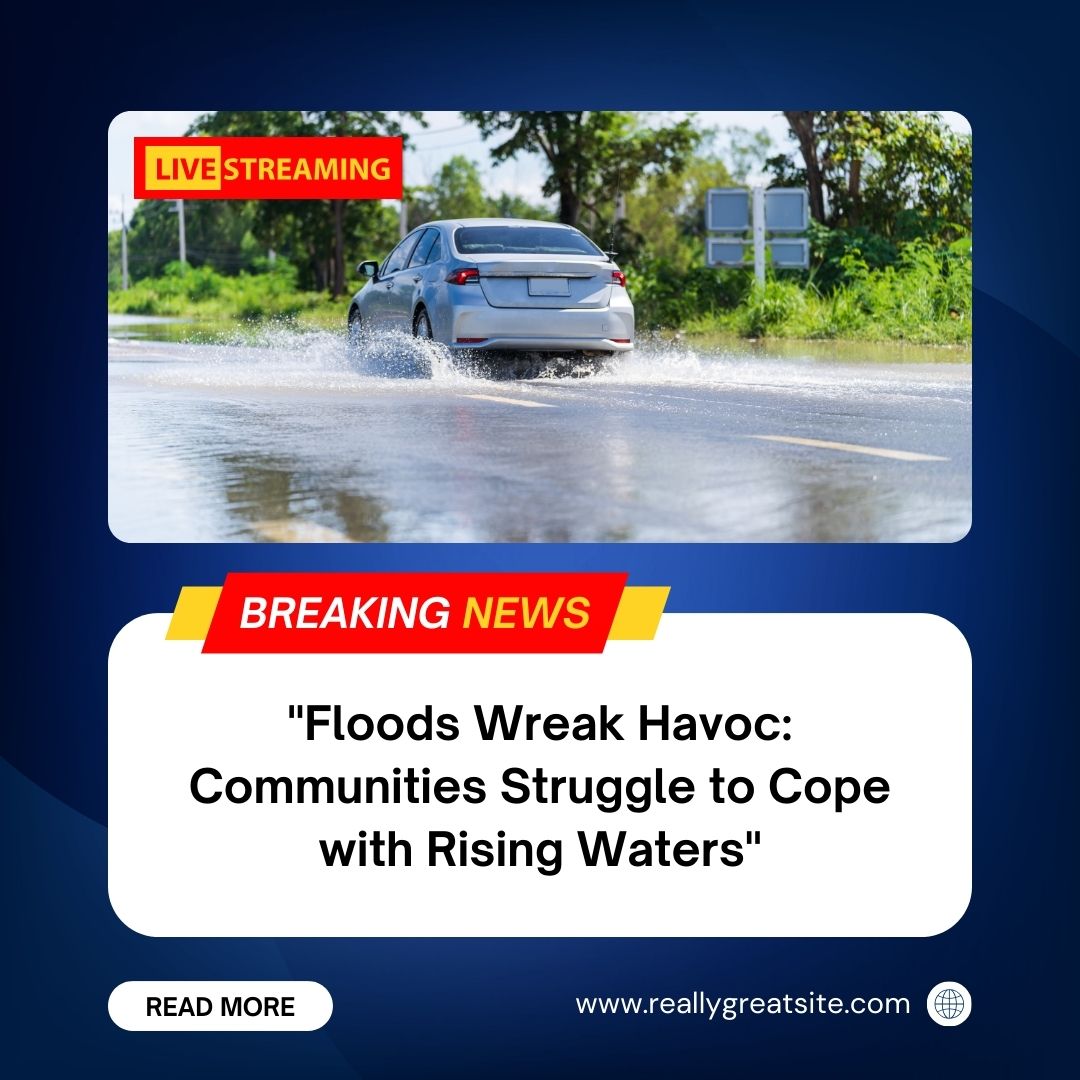 LIVE STREAMING
BREAKING NEWS
"Floods Wreak Havoc:
Communities Struggle to Cope
with Rising Waters"
READ MORE
www.reallygreatsite.com